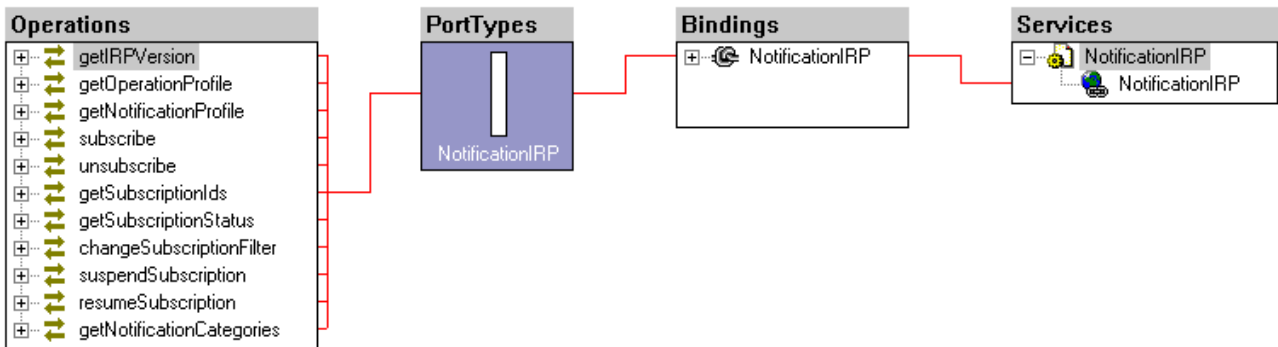 Operations
getIRPVersion
getOperationProfile
getNotificationProfile
subscribe
unsubscribe
getSubscriptionIds
getSubscriptionStatus
changeSubscriptionFilter
suspendSubscription
resumeSubscription
getNotificationCategories
PortTypes
NotificationIRP
Bindings
NotificationIRP
Services
NotificationIRP
NotificationIRP